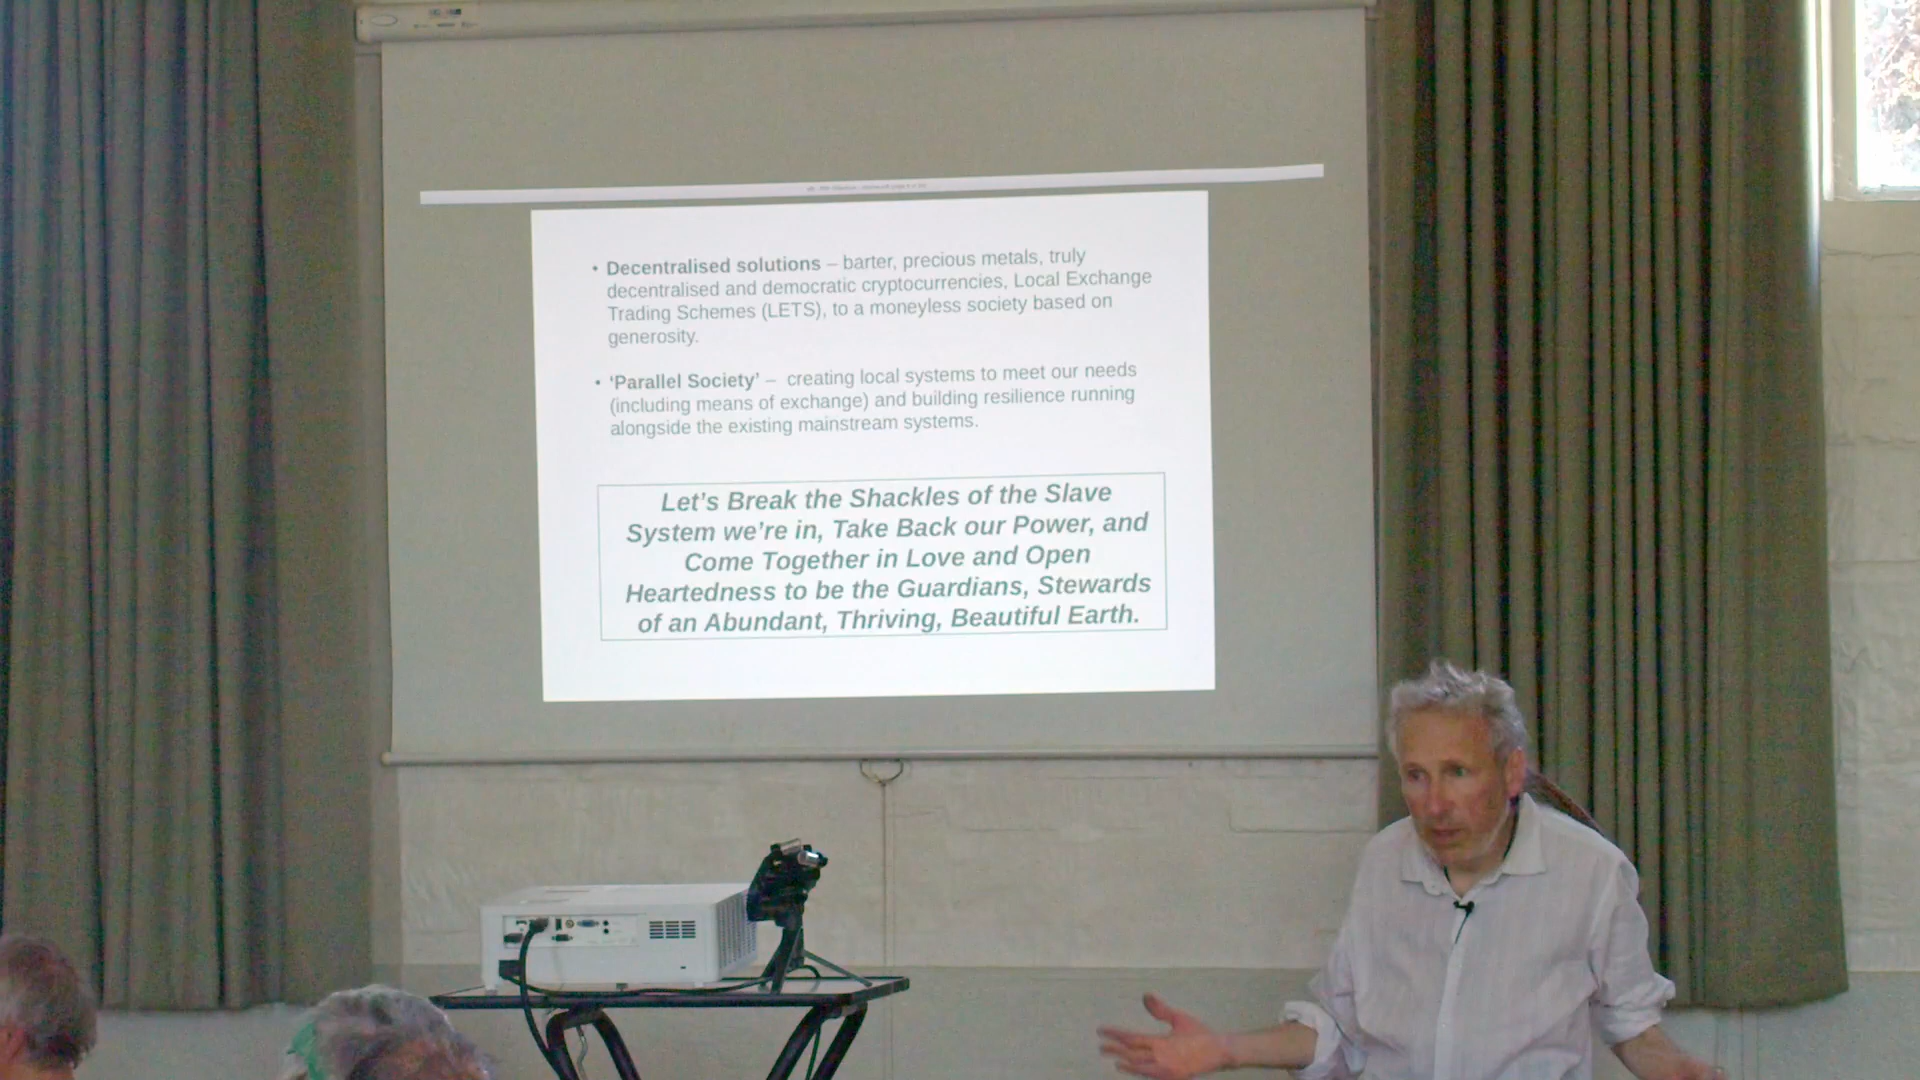 • Decentralised solutions – barter, precious metals, truly
decentralised and democratic cryptocurrencies, Local Exchange
Trading Schemes (LETS), to a moneyless society based on
generosity.
• ‘Parallel Society’ – creating local systems to meet our needs
(including means of exchange) and building resilience running
alongside the existing mainstream systems.
Let’s Break the Shackles of the Slave
System we’re in, Take Back our Power, and
Come Together in Love and Open
Heartedness to be the Guardians, Stewards
of an Abundant, Thriving, Beautiful Earth.